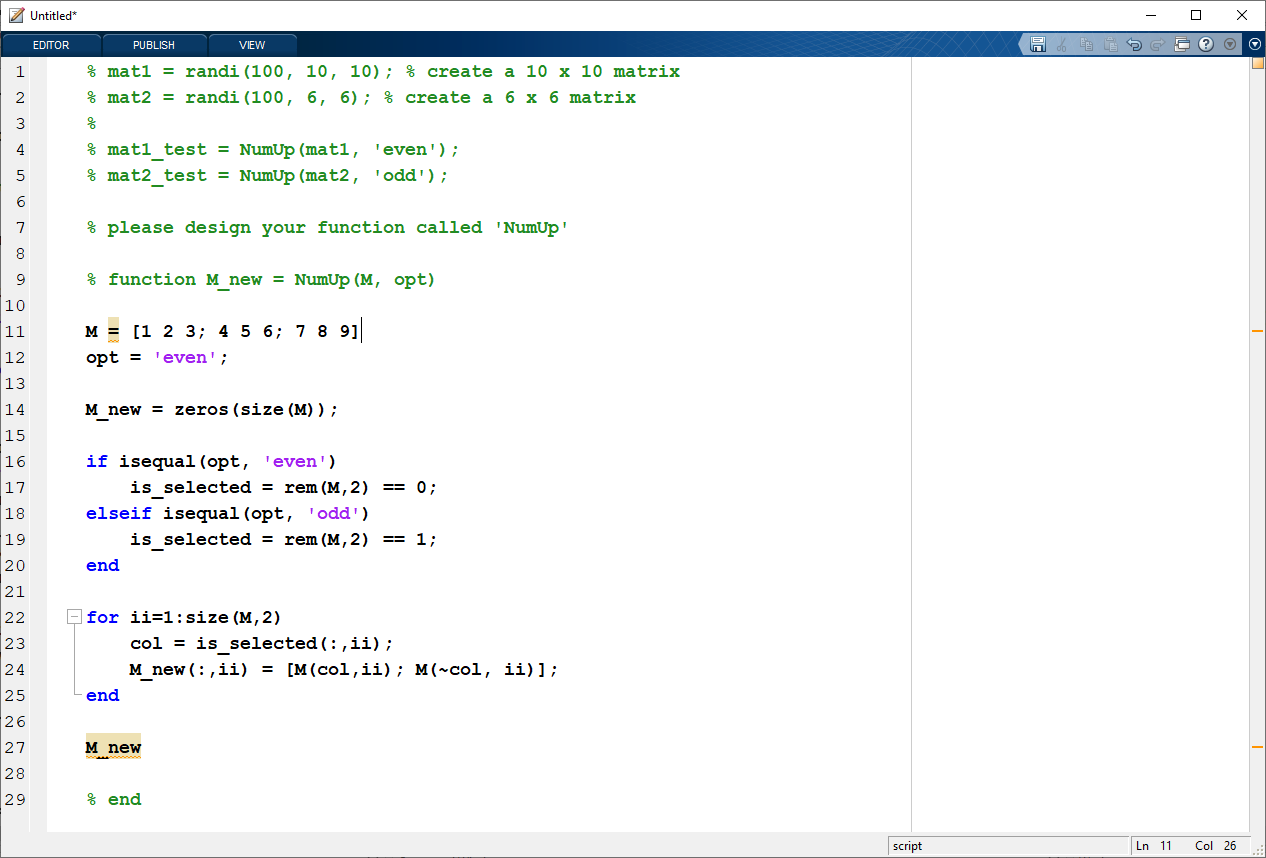 Untitled*
EDITOR PUBLISH VIEW
1 % mat1 = randi(100, 10, 10); % create a 10 x 10 matrix
2 % mat2 = randi(100, 6, 6); % create a 6 x 6 matrix
3 %
4 % mat1_test = NumUp(mat1, 'even');
5 % mat2_test = NumUp(mat2, 'odd');
6
7 % please design your function called 'NumUp'
8
9 % function M_new = NumUp(M, opt)
10
11 M = [1 2 3; 4 5 6; 7 8 9]
12 opt = 'even';
13
14 M_new = zeros(size(M));
15
16 if isequal(opt, 'even')
17     is_selected = rem(M,2) == 0;
18 elseif isequal(opt, 'odd')
19     is_selected = rem(M,2) == 1;
20 end
21
22 for ii=1:size(M,2)
23     col = is_selected(:,ii);
24     M_new(:,ii) = [M(col,ii); M(~col, ii)];
25 end
26
27 M_new
28
29 % end
script Ln 11 Col 26